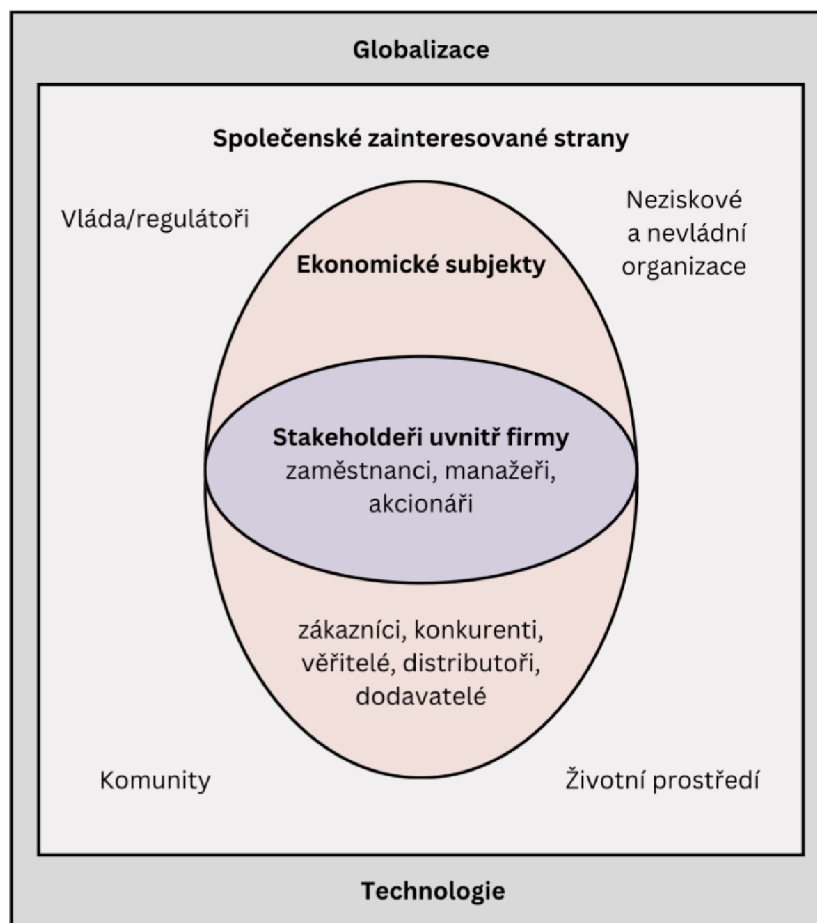 Globalizace
Společenské zainteresované strany
Vláda/regulátoři
Neziskové
a nevládní
organizace
Ekonomické subjekty
Stakeholdeři uvnitř firmy
zaměstnanci, manažeři,
akcionáři
zákazníci, konkurenti,
věřitelé, distributoři,
dodavatelé
Komunity
Životní prostředí
Technologie